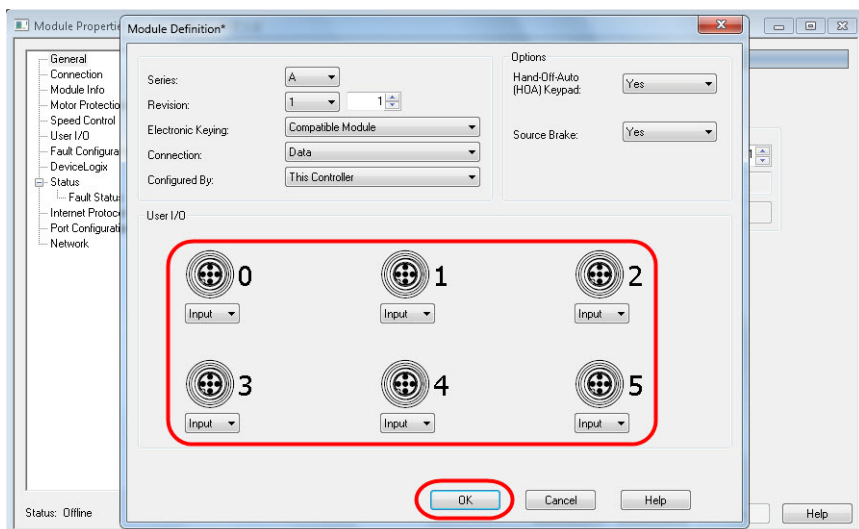 Module Properti
Module Definition*
General
Connection
Module Info
Motor Protectio
Speed Control
User I/O
Fault Configura
DeviceLogix
Status
Fault Statu
Internet Protoco
Port Configurati
Network
Status: Offline
Series:
A
Revision:
1
1
Electronic Keying:
Compatible Module
Connection:
Data
Configured By:
This Controller
Options
Hand-Off-Auto
(HOA) Keypad:
Yes
Source Brake:
Yes
User I/O
0
1
2
Input
Input
Input
3
4
5
Input
Input
Input
OK
Cancel
Help
Help